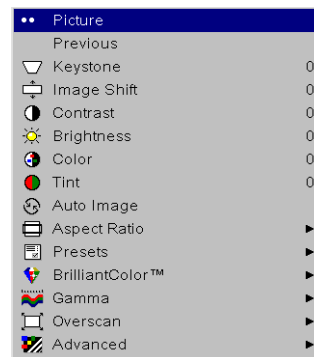 Picture
Previous
Keystone 0
Image Shift 0
Contrast 0
Brightness 0
Color 0
Tint 0
Auto Image
Aspect Ratio
Presets
BrilliantColor™
Gamma
Overscan
Advanced